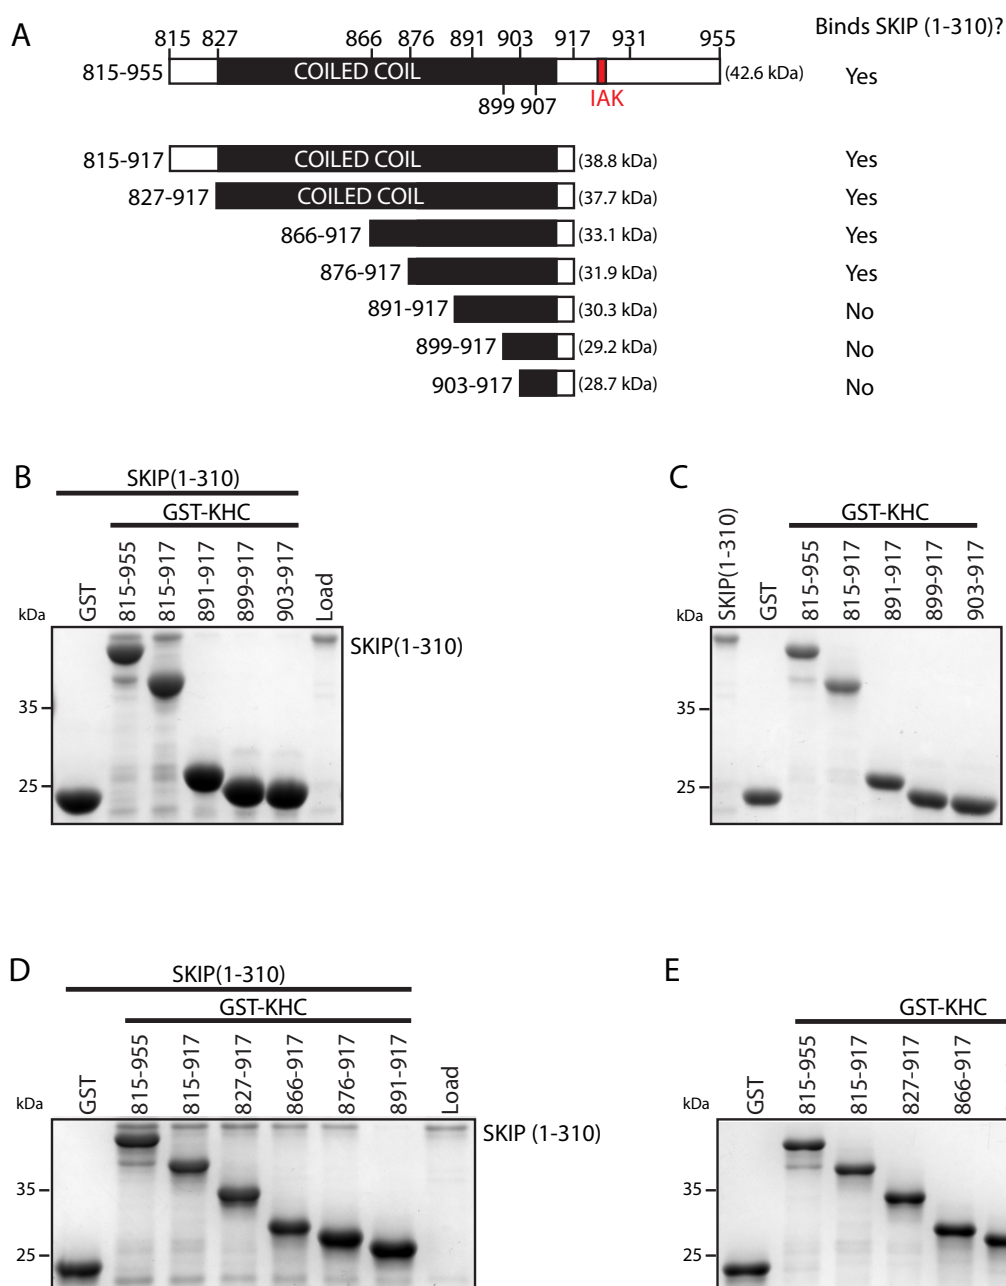 A
Binds SKIP (1-310)?
815 827 866 876 891 903 917 931 955
815-955 COILED COIL (42.6 kDa) Yes
899 907 IAK
815-917 COILED COIL (38.8 kDa) Yes
827-917 COILED COIL (37.7 kDa) Yes
866-917 (33.1 kDa) Yes
876-917 (31.9 kDa) Yes
891-917 (30.3 kDa) No
899-917 (29.2 kDa) No
903-917 (28.7 kDa) No
B
SKIP(1-310)
GST-KHC
kDa
GST
815-955
815-917
891-917
899-917
903-917
Load
SKIP(1-310)
35
25
C
GST-KHC
kDa
SKIP(1-310)
GST
815-955
815-917
891-917
899-917
903-917
35
25
D
SKIP(1-310)
GST-KHC
kDa
GST
815-955
815-917
827-917
866-917
876-917
891-917
Load
SKIP (1-310)
35
25
E
GST-KHC
kDa
GST
815-955
815-917
827-917
866-917
35
25